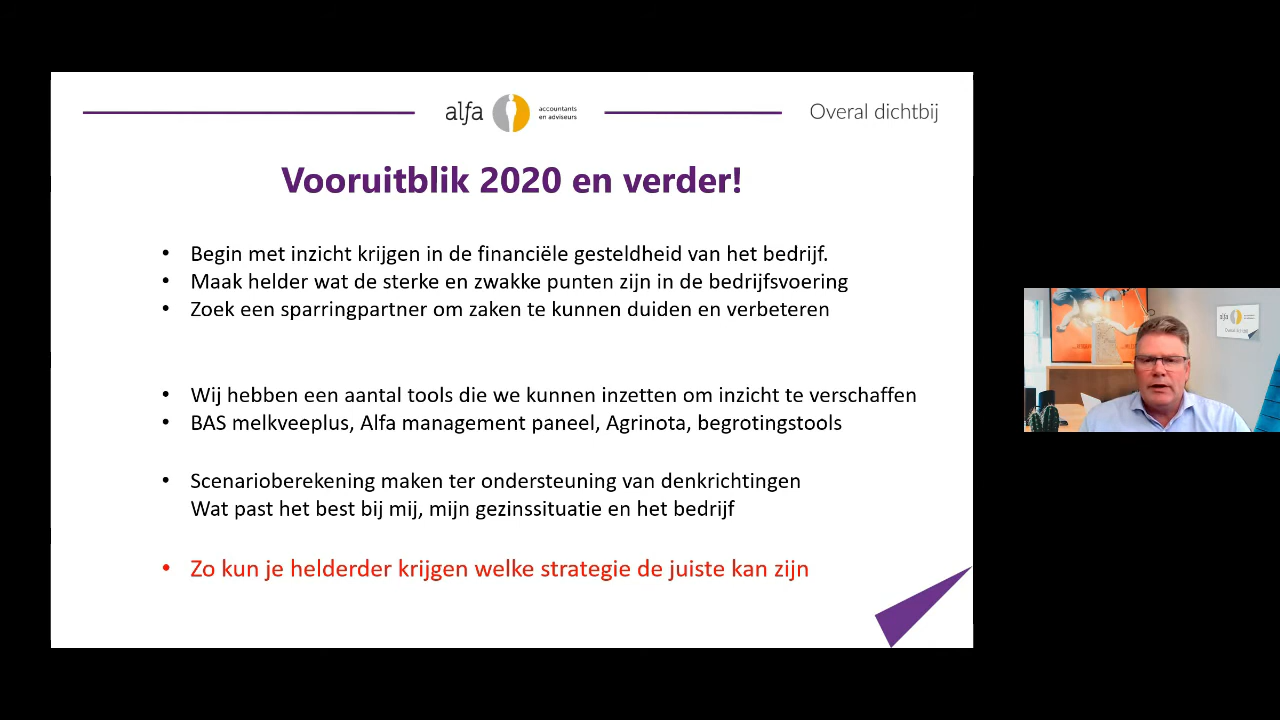 alfa
accountants
en adviseurs
Overal dichtbij
Vooruitblik 2020 en verder!
• Begin met inzicht krijgen in de financiële gesteldheid van het bedrijf.
• Maak helder wat de sterke en zwakke punten zijn in de bedrijfsvoering
• Zoek een sparringpartner om zaken te kunnen duiden en verbeteren
• Wij hebben een aantal tools die we kunnen inzetten om inzicht te verschaffen
• BAS melkveeplus, Alfa management paneel, Agrinota, begrotingstools
• Scenarioberekening maken ter ondersteuning van denkrichtingen
Wat past het best bij mij, mijn gezinssituatie en het bedrijf
• Zo kun je helderder krijgen welke strategie de juiste kan zijn
alfa